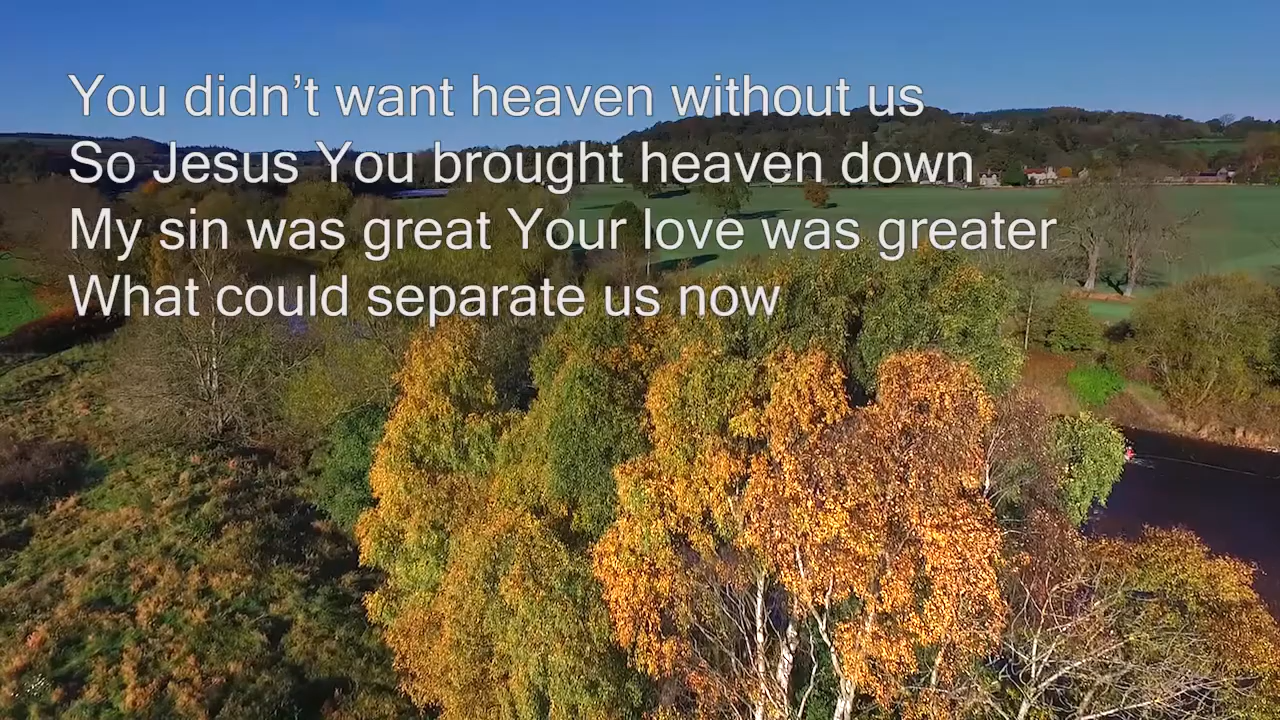 You didn’t want heaven without us
So Jesus You brought heaven down
My sin was great Your love was greater
What could separate us now